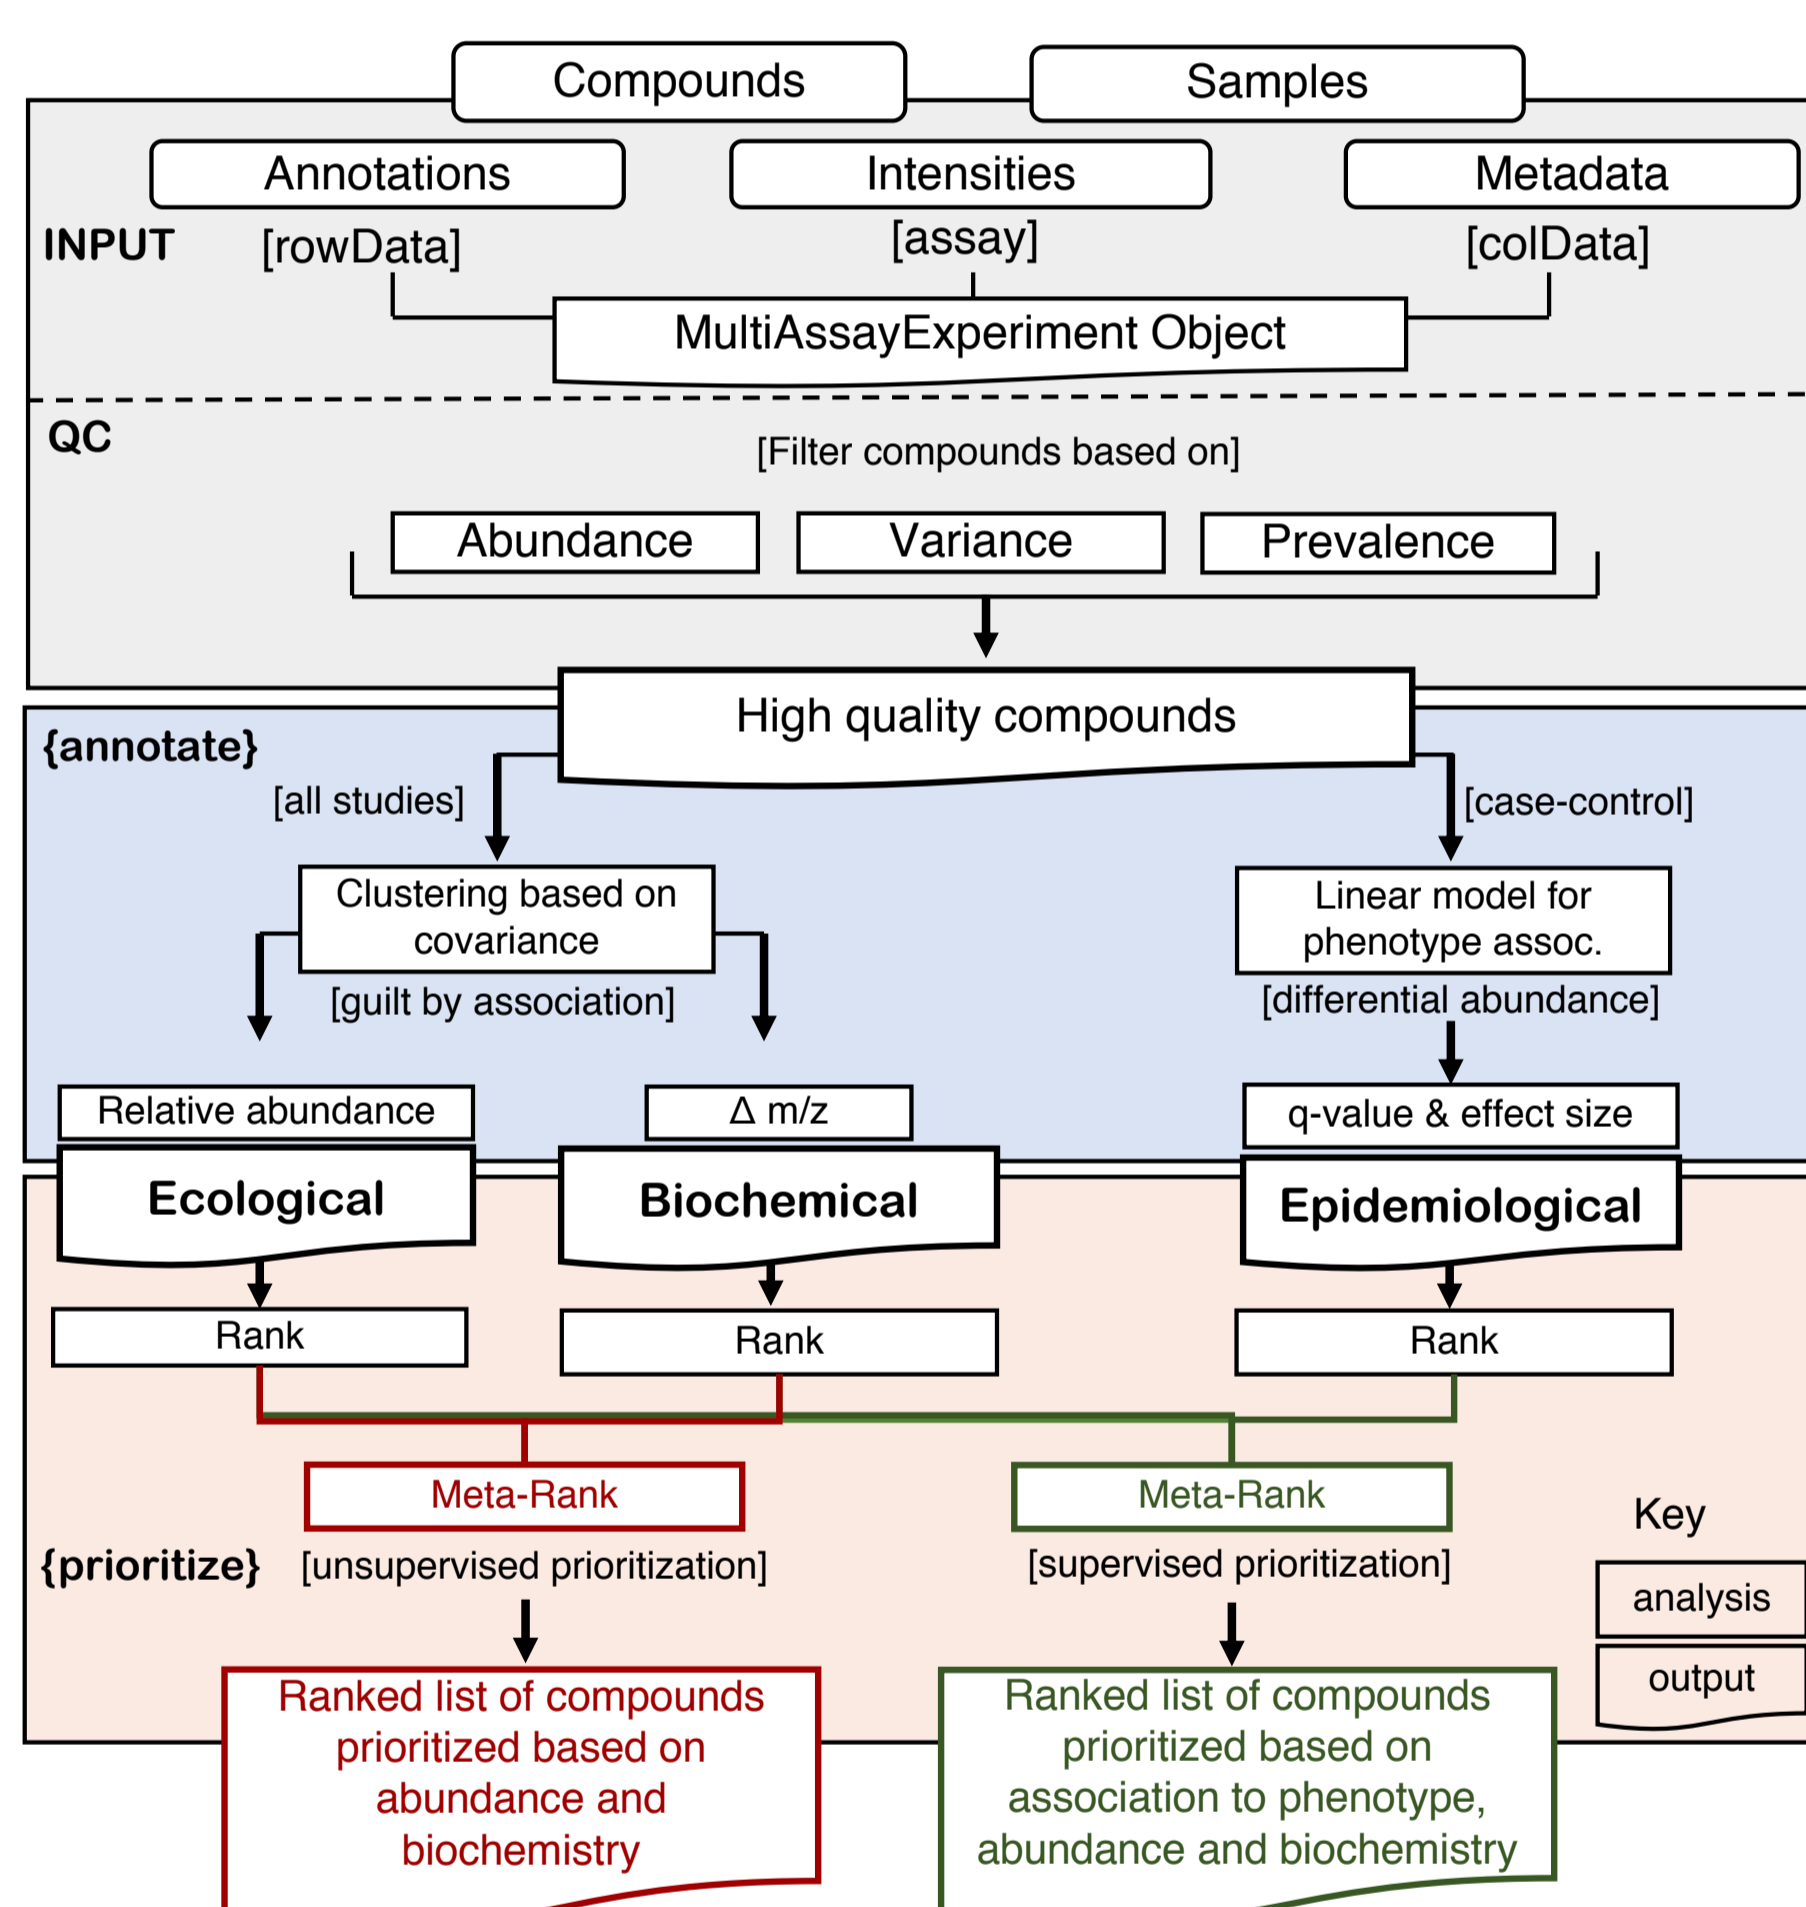 Compounds
Samples
Annotations
Intensities
Metadata
INPUT
[rowData]
[assay]
[colData]
MultiAssayExperiment Object
QC
[Filter compounds based on]
Abundance
Variance
Prevalence
High quality compounds
{annotate}
[all studies]
[case-control]
Clustering based on
covariance
Linear model for
phenotype assoc.
[guilt by association]
[differential abundance]
Relative abundance
Δ m/z
q-value & effect size
Ecological
Biochemical
Epidemiological
Rank
Rank
Rank
Meta-Rank
Meta-Rank
Key
{prioritize}
[unsupervised prioritization]
[supervised prioritization]
analysis
output
Ranked list of compounds
prioritized based on
abundance and
biochemistry
Ranked list of compounds
prioritized based on
association to phenotype,
abundance and biochemistry